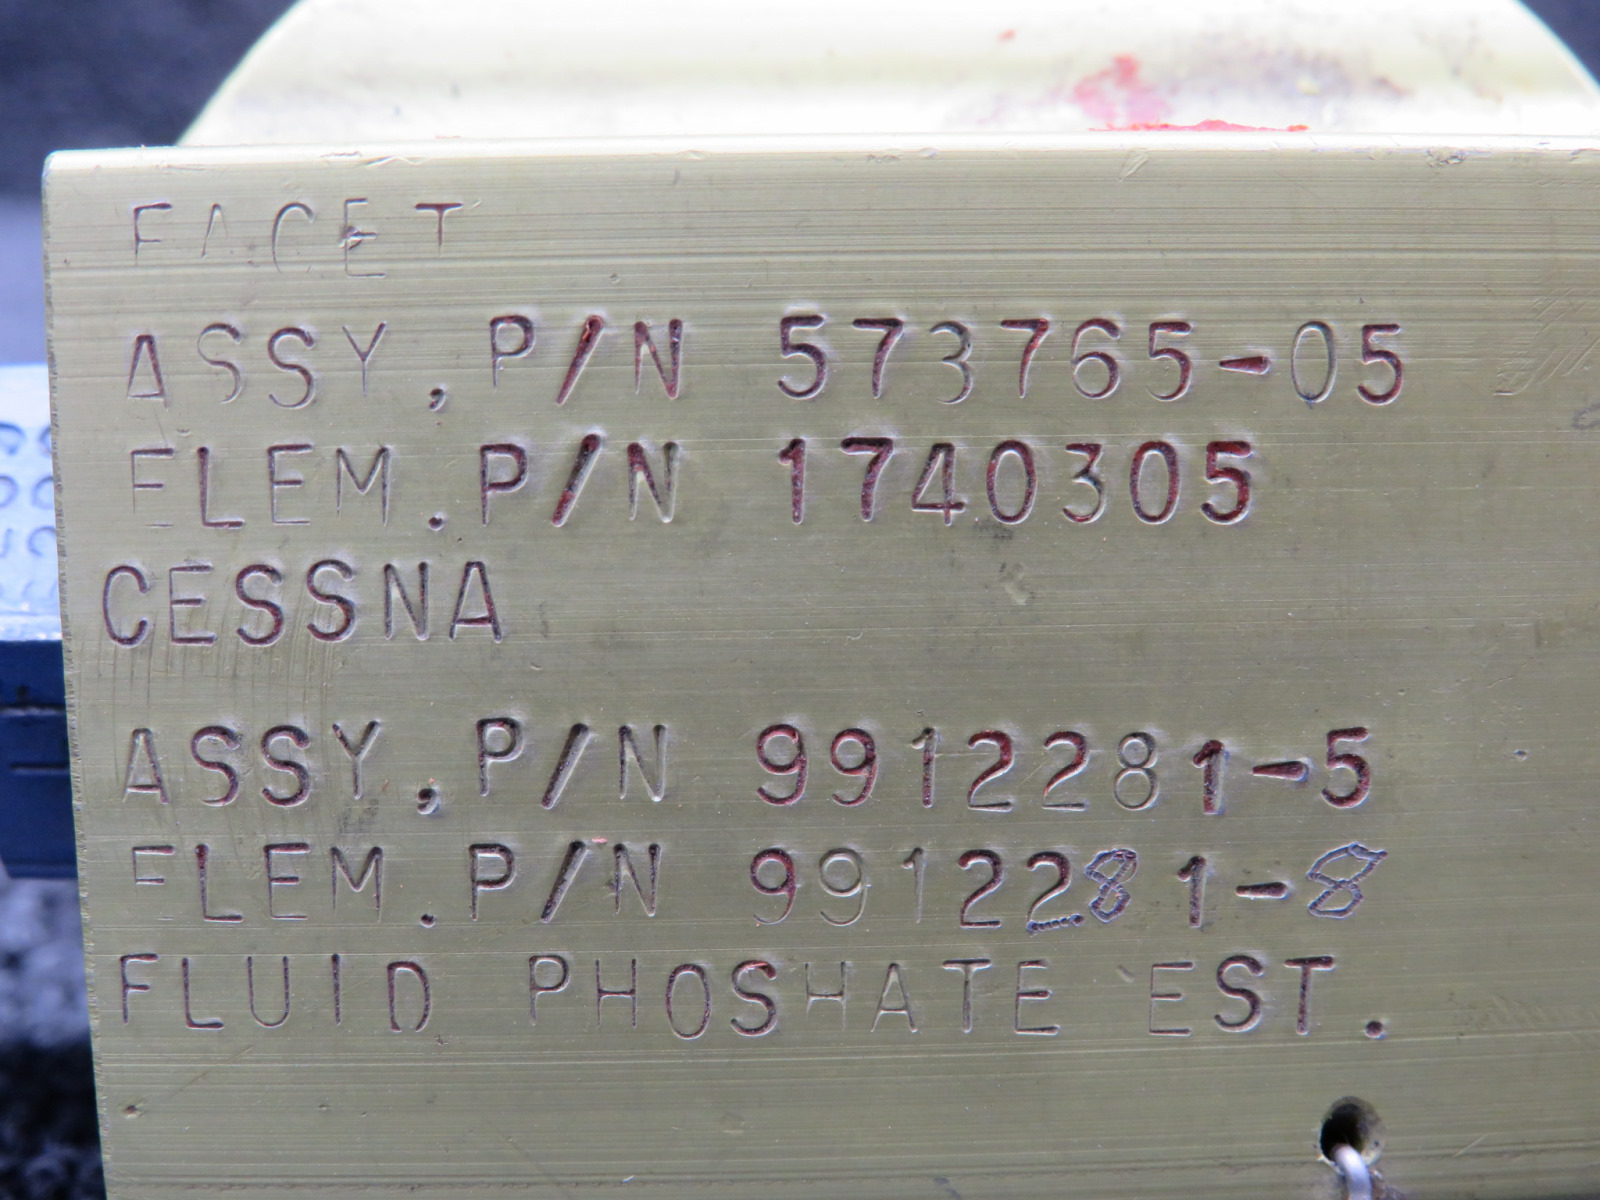 FACET
ASSY, P/N 573765-05
ELEM. P/N 1740305
CESSNA
ASSY, P/N 9912281-5
ELEM. P/N 9912281-8
FLUID PHOSHATE EST.